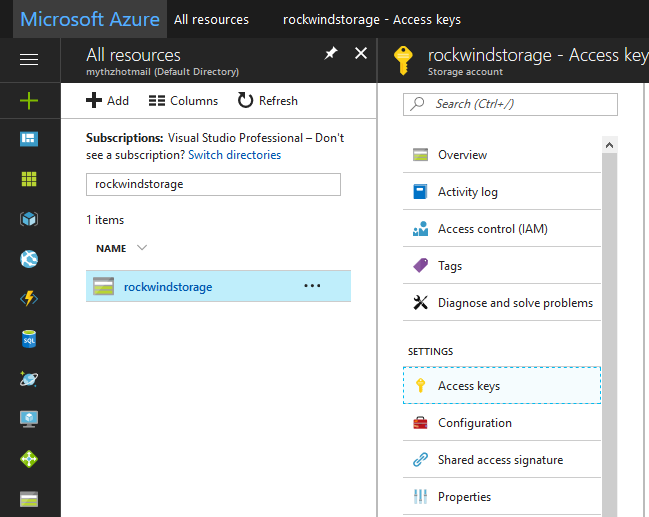 Microsoft Azure All resources rockwindstorage - Access keys
All resources
mythzhotmail (Default Directory)
Add Columns Refresh
Subscriptions: Visual Studio Professional – Don't
see a subscription? Switch directories
rockwindstorage
1 items
NAME
rockwindstorage ...
rockwindstorage - Access key
Storage account
Search (Ctrl+/)
Overview
Activity log
Access control (IAM)
Tags
Diagnose and solve problems
SETTINGS
Access keys
Configuration
Shared access signature
Properties
SQL